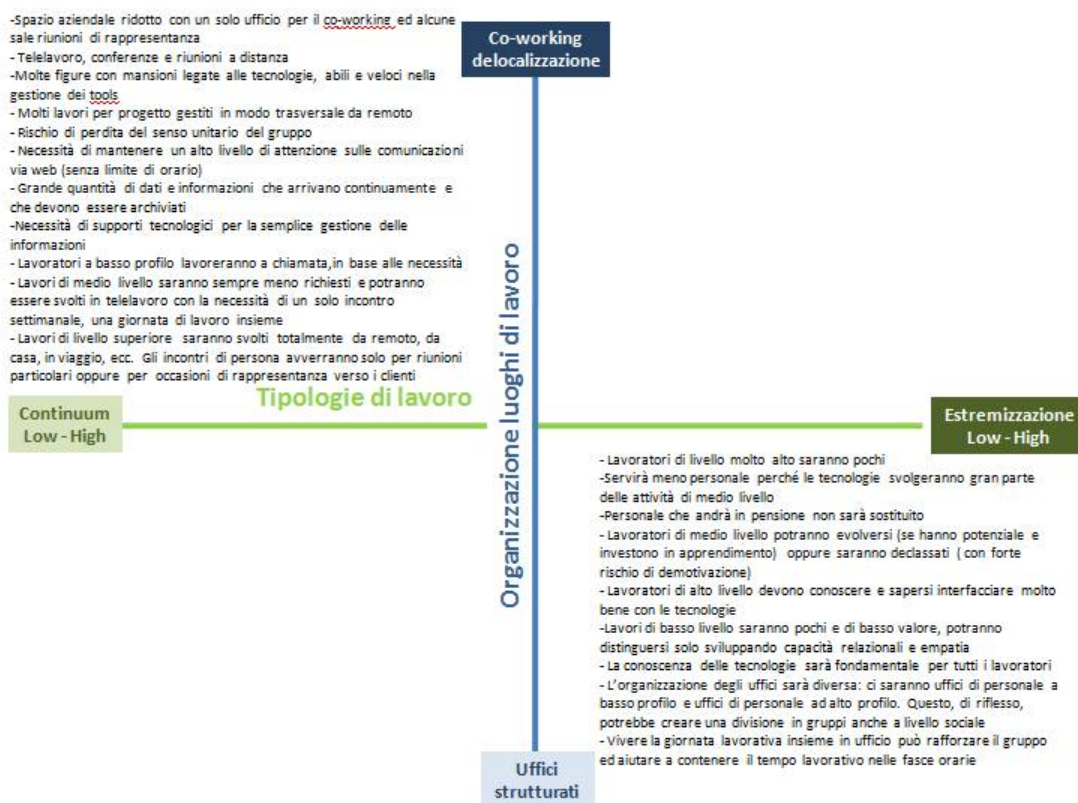 -Spazio aziendale ridotto con un solo ufficio per il co-working ed alcune
sale riunioni di rappresentanza
- Telelavoro, conferenze e riunioni a distanza
-Molte figure con mansioni legate alle tecnologie, abili e veloci nella
gestione dei tools
- Molti lavori per progetto gestiti in modo trasversale da remoto
- Rischio di perdita del senso unitario del gruppo
- Necessità di mantenere un alto livello di attenzione sulle comunicazioni
via web (senza limite di orario)
- Grande quantità di dati e informazioni che arrivano continuamente e
che devono essere archiviati
-Necessità di supporti tecnologici per la semplice gestione delle
informazioni
- Lavoratori a basso profilo lavoreranno a chiamata,in base alle necessità
- Lavori di medio livello saranno sempre meno richiesti e potranno
essere svolti in telelavoro con la necessità di un solo incontro
settimanale, una giornata di lavoro insieme
- Lavori di livello superiore saranno svolti totalmente da remoto, da
casa, in viaggio, ecc. Gli incontri di persona avverranno solo per riunioni
particolari oppure per occasioni di rappresentanza verso i clienti
Co-working
delocalizzazione
Organizzazione luoghi di lavoro
Tipologie di lavoro
Continuum
Low - High
Estremizzazione
Low - High
- Lavoratori di livello molto alto saranno pochi
-Servirà meno personale perché le tecnologie svolgeranno gran parte
delle attività di medio livello
-Personale che andrà in pensione non sarà sostituito
- Lavoratori di medio livello potranno evolversi (se hanno potenziale e
investono in apprendimento) oppure saranno declassati ( con forte
rischio di demotivazione)
- Lavoratori di alto livello devono conoscere e sapersi interfacciare molto
bene con le tecnologie
-Lavori di basso livello saranno pochi e di basso valore, potranno
distinguersi solo sviluppando capacità relazionali e empatia
- La conoscenza delle tecnologie sarà fondamentale per tutti i lavoratori
- L'organizzazione degli uffici sarà diversa: ci saranno uffici di personale a
basso profilo e uffici di personale ad alto profilo. Questo, di riflesso,
potrebbe creare una divisione in gruppi anche a livello sociale
- Vivere la giornata lavorativa insieme in ufficio può rafforzare il gruppo
ed aiutare a contenere il tempo lavorativo nelle fasce orarie
Uffici
strutturati